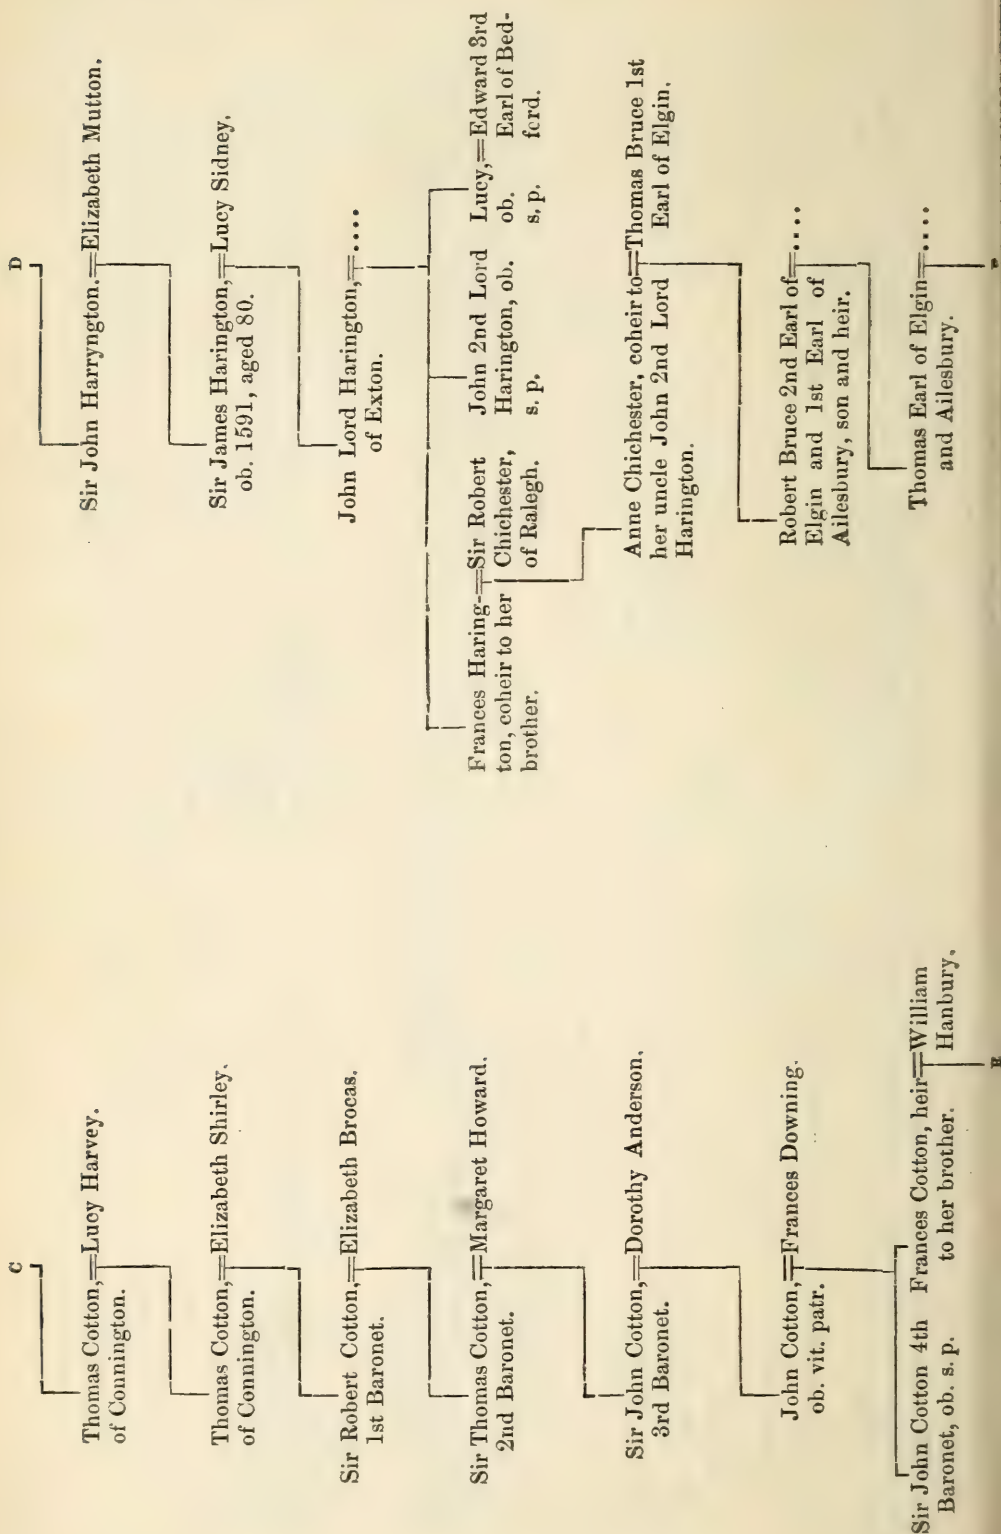 C
Thomas Cotton,=Lucy Harvey.
of Connington.
Thomas Cotton,=Elizabeth Shirley.
of Connington.
Sir Robert Cotton,=Elizabeth Brocas.
1st Baronet.
Sir Thomas Cotton,=Margaret Howard.
2nd Baronet.
Sir John Cotton,=Dorothy Anderson.
3rd Baronet.
John Cotton,=Frances Downing.
ob. vit. patr.
Sir John Cotton 4th
Baronet, ob. s. p.
Frances Cotton, heir=William
to her brother. Hanbury.
E
D
Sir John Harryngton.=Elizabeth Mutton.
Sir James Harington,=Lucy Sidney.
ob. 1591, aged 80.
John Lord Harington,=....
of Exton.
Frances Haring-=Sir Robert
ton, coheir to her Chichester,
brother. of Ralegh.
John 2nd Lord
Harington, ob.
s. p.
Lucy,=Edward 3rd
ob. Earl of Bed-
s. p. fcrd.
Anne Chichester, coheir to=Thomas Bruce 1st
her uncle John 2nd Lord Earl of Elgin.
Harington.
Robert Bruce 2nd Earl of=....
Elgin and 1st Earl of
Ailesbury, son and heir.
Thomas Earl of Elgin=....
and Ailesbury.